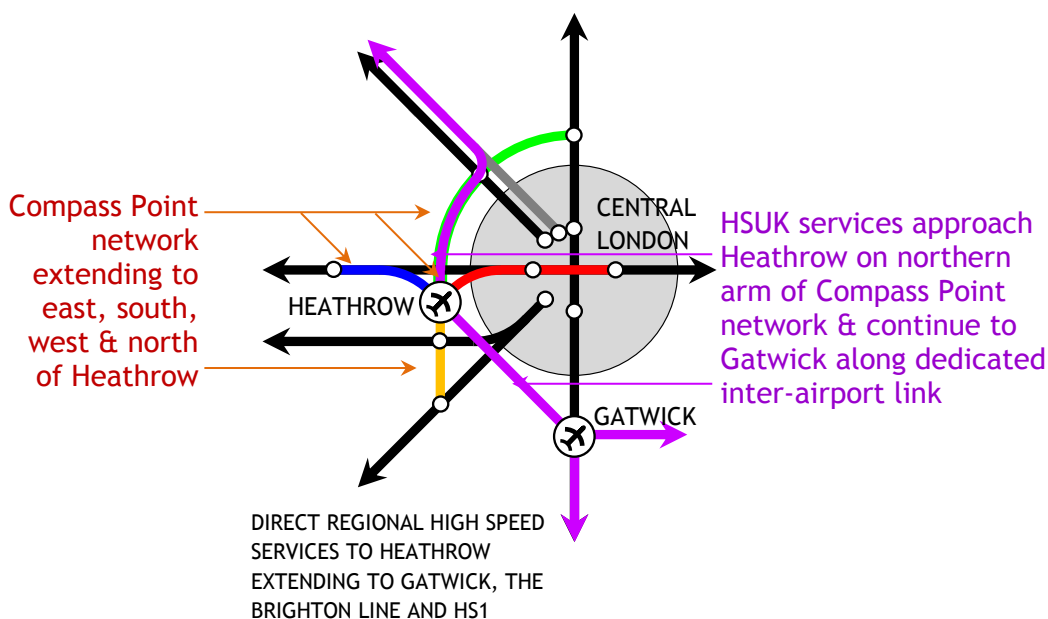 CENTRAL
LONDON
Compass Point
network
extending to
east, south,
west & north
of Heathrow
HEATHROW
HSUK services approach
Heathrow on northern
arm of Compass Point
network & continue to
Gatwick along dedicated
inter-airport link
GATWICK
DIRECT REGIONAL HIGH SPEED
SERVICES TO HEATHROW
EXTENDING TO GATWICK, THE
BRIGHTON LINE AND HS1